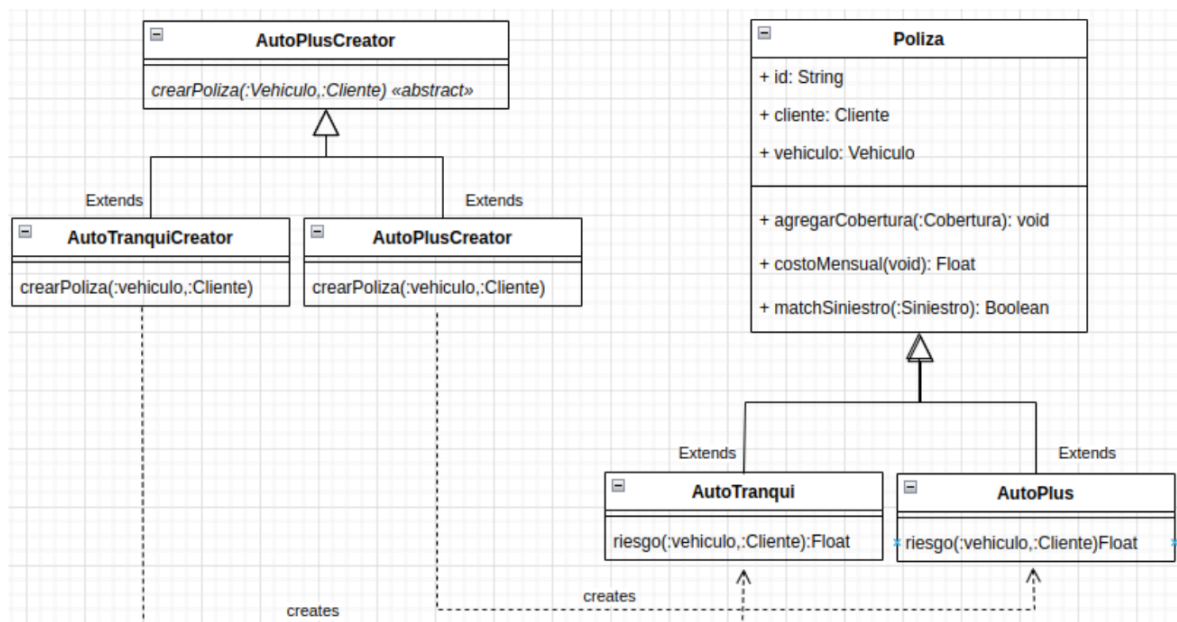 AutoPlusCreator
crearPoliza(:Vehiculo,:Cliente) «abstract»
Extends
Extends
AutoTranquiCreator
crearPoliza(:vehiculo,:Cliente)
AutoPlusCreator
crearPoliza(:vehiculo,:Cliente)
creates
Poliza
+ id: String
+ cliente: Cliente
+ vehiculo: Vehiculo
+ agregarCobertura(:Cobertura): void
+ costoMensual(void): Float
+ matchSiniestro(:Siniestro): Boolean
Extends
Extends
AutoTranqui
riesgo(:vehiculo,:Cliente):Float
AutoPlus
riesgo(:vehiculo,:Cliente)Float
creates